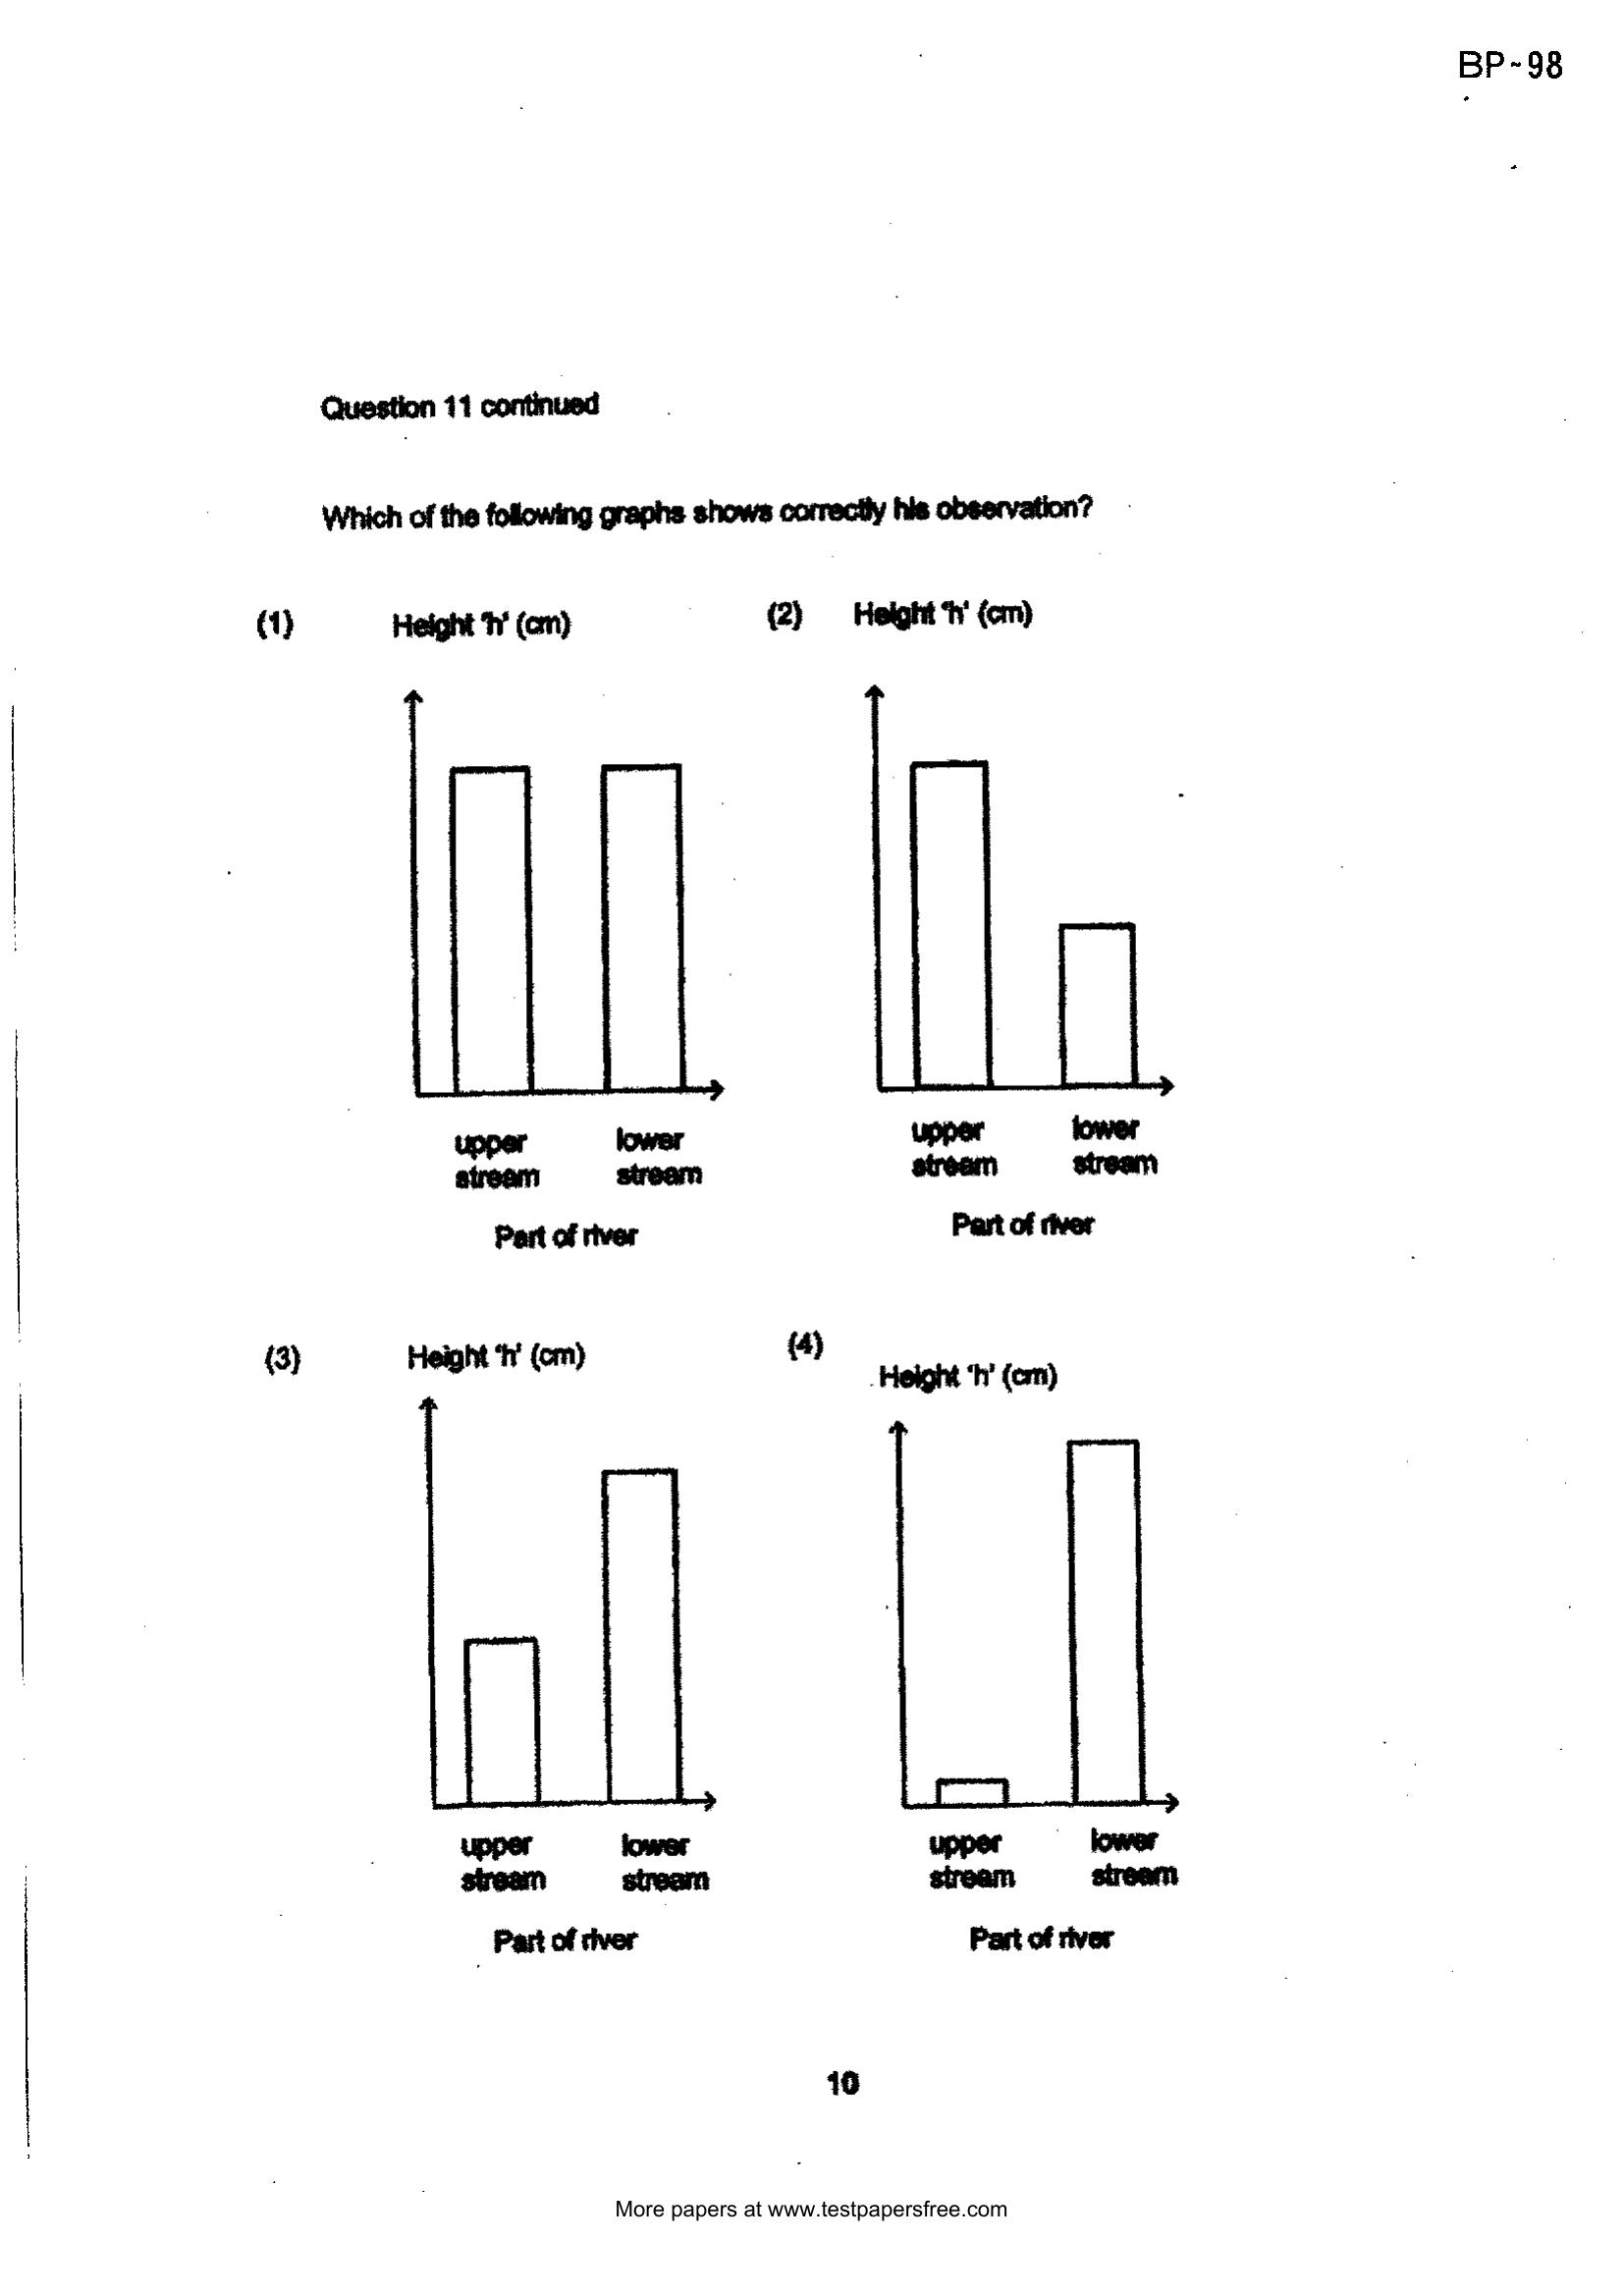 BP-98
Question 11 continued
Which of the following graphs shows correctly his observation?
(1) Height 'h' (cm)
upper stream
lower stream
Part of river
(2) Height 'h' (cm)
upper stream
lower stream
Part of river
(3) Height 'h' (cm)
upper stream
lower stream
Part of river
(4)
Height 'h' (cm)
upper stream
lower stream
Part of river
10
More papers at www.testpapersfree.com